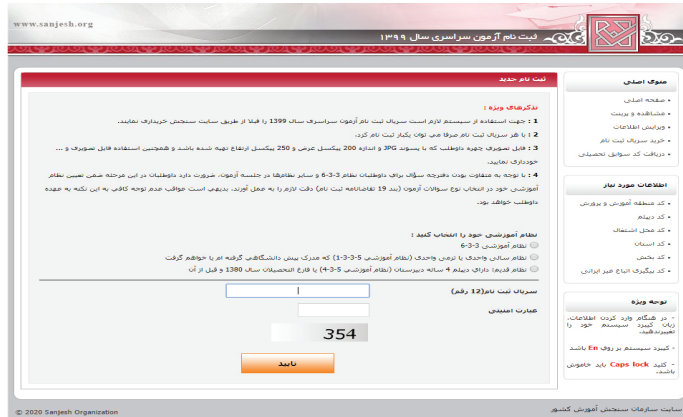 www.sanjesh.org
ثبت نام آزمون سراسری سال ۱۳۹۹
منوی اصلی
صفحه اصلی
مشاهده و پرینت
ویرایش اطلاعات
خرید سریال ثبت نام
دریافت کد سوابق تحصیلی
اطلاعات مورد نیاز
کد منطقه آموزش و پرورش
کد دیپلم
کد محل اشتغال
کد استان
کد بخش
کد پیگیری اتباع غیر ایرانی
توجه ویژه
- در هنگام وارد کردن اطلاعات،
زبان کیبرد سیستم خود را
تغییرندهید.
- کیبرد سیستم بر روی En باشد
- کلید Caps lock باید خاموش
باشد.
ثبت نام جدید
تذکرهای ویژه :
1 : جهت استفاده از سیستم لازم است سریال ثبت نام آزمون سراسری سال 1399 را قبلا از طریق سایت سنجش خریداری نمایند.
2 : با هر سریال ثبت نام صرفا می توان یکبار ثبت نام کرد.
3 : فایل تصویری چهره داوطلب که با پسوند JPG و اندازه 200 پیکسل عرض و 250 پیکسل ارتفاع تهیه شده باشد و همچنین استفاده فایل تصویری و ...
خودداری نمایید.
4 : با توجه به متفاوت بودن دفترچه سؤال برای داوطلبان نظام 3-3-6 و سایر نظام‌ها در جلسه آزمون، ضرورت دارد داوطلبان در این مرحله ضمن تعیین نظام
آموزشی خود در انتخاب نوع سوالات آزمون (بند 19 تقاضانامه ثبت نام) دقت لازم را به عمل آورند. بدیهی است عواقب عدم توجه کافی به این نکته به عهده
داوطلب خواهد بود.
نظام آموزشی خود را انتخاب کنید :
نظام آموزشی 3-3-6
نظام سالی واحدی یا ترمی واحدی (نظام آموزشی 5-3-3-1) که مدرک پیش دانشگاهی گرفته ام یا خواهم گرفت
نظام قدیم: دارای دیپلم 4 ساله دبیرستان (نظام آموزشی 5-3-4) یا فارغ التحصیلان سال 1380 و قبل از آن
سریال ثبت نام(12 رقم)
عبارت امنیتی
354
تایید
سایت سازمان سنجش آموزش کشور
© 2020 Sanjesh Organization